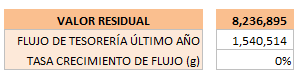 VALOR RESIDUAL 8,236,895
FLUJO DE TESORERÍA ÚLTIMO AÑO 1,540,514
TASA CRECIMIENTO DE FLUJO (g) 0%